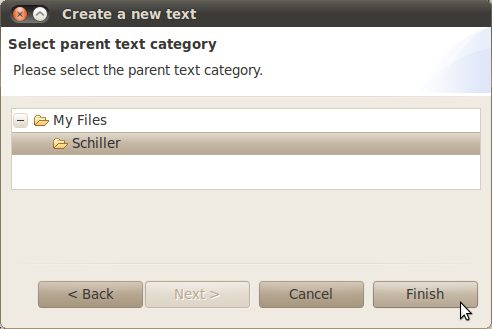 Create a new text
Select parent text category
Please select the parent text category.
My Files
Schiller
< Back Next > Cancel Finish